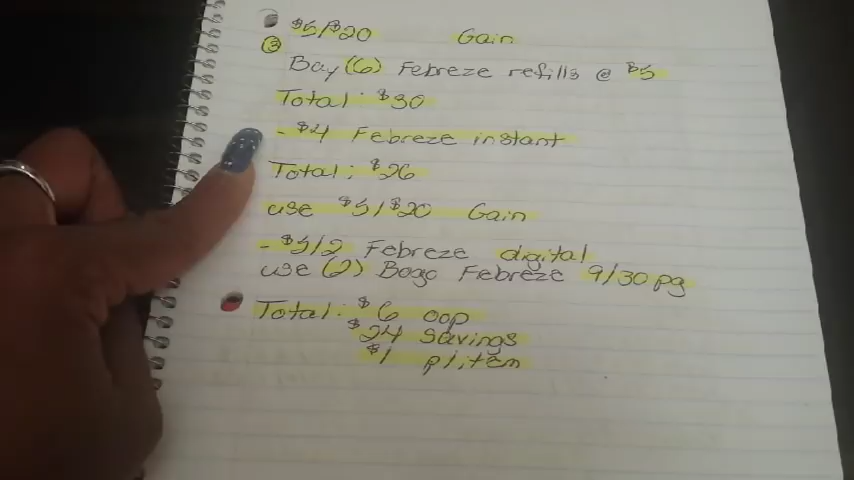 $5/$20 Gain
③ Buy (6) Febreze refills @ $5
Total: $30
- $4 Febreze instant
Total: $26
use $5/$20 Gain
- $5/2 Febreze digital
use (2) Bogo Febreze 9/30 pg
Total: $6 oop
$24 savings
$1 p/item